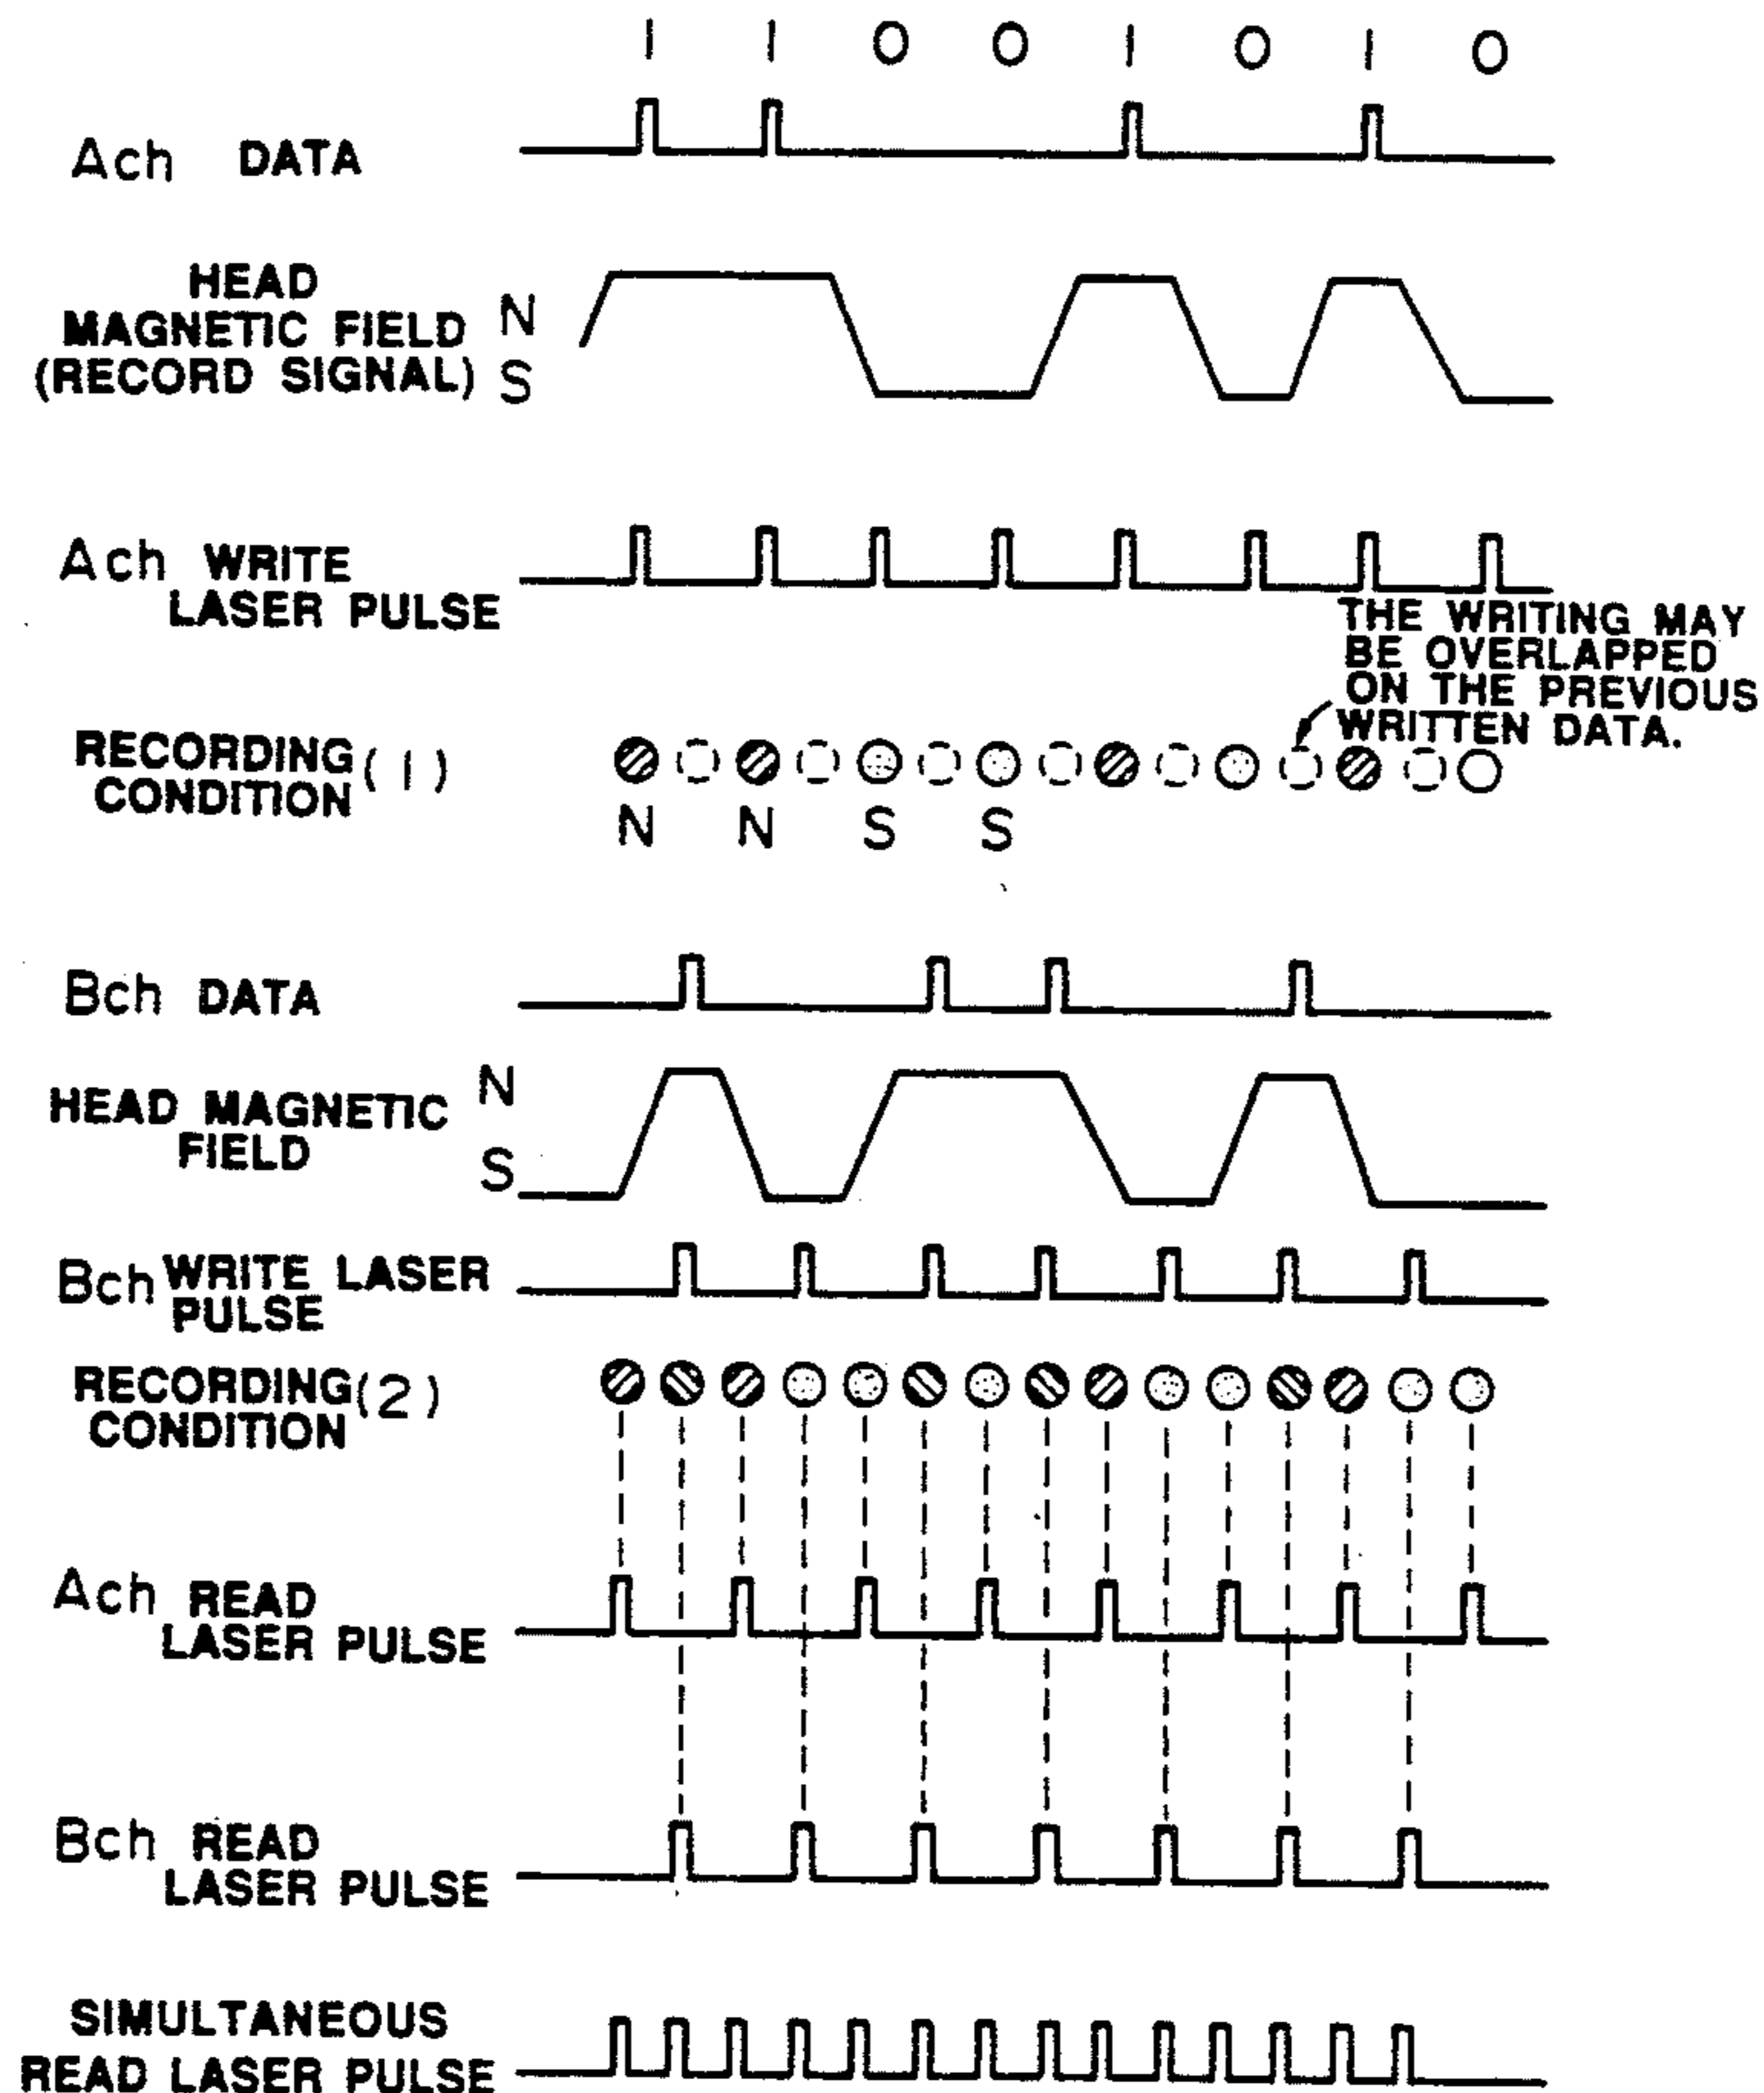 1 1 0 0 1 0 1 0
Ach DATA
HEAD
MAGNETIC FIELD N
(RECORD SIGNAL) S
Ach WRITE
LASER PULSE
THE WRITING MAY
BE OVERLAPPED
ON THE PREVIOUS
WRITTEN DATA.
RECORDING (1)
CONDITION
N N S S
Bch DATA
HEAD MAGNETIC N
FIELD S
Bch WRITE LASER
PULSE
RECORDING (2)
CONDITION
Ach READ
LASER PULSE
Bch READ
LASER PULSE
SIMULTANEOUS
READ LASER PULSE